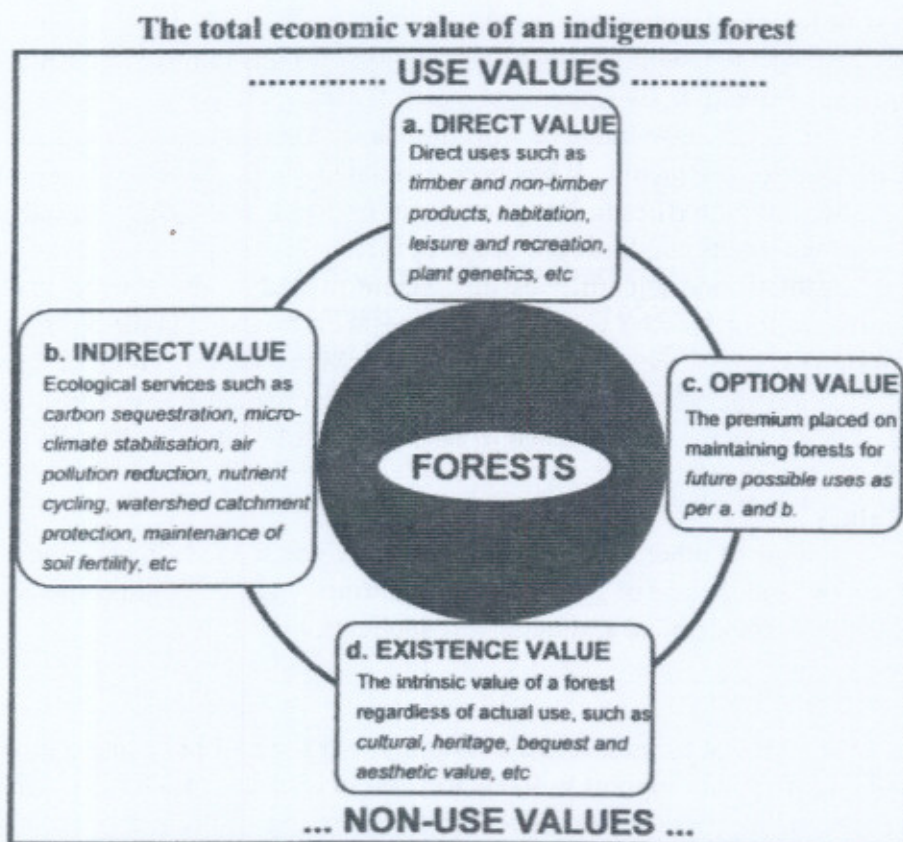 The total economic value of an indigenous forest
............. USE VALUES .............
a. DIRECT VALUE
Direct uses such as
timber and non-timber
products, habitation,
leisure and recreation,
plant genetics, etc
b. INDIRECT VALUE
Ecological services such as
carbon sequestration, micro-
climate stabilisation, air
pollution reduction, nutrient
cycling, watershed catchment
protection, maintenance of
soil fertility, etc
c. OPTION VALUE
The premium placed on
maintaining forests for
future possible uses as
per a. and b.
FORESTS
d. EXISTENCE VALUE
The intrinsic value of a forest
regardless of actual use, such as
cultural, heritage, bequest and
aesthetic value, etc
... NON-USE VALUES ...